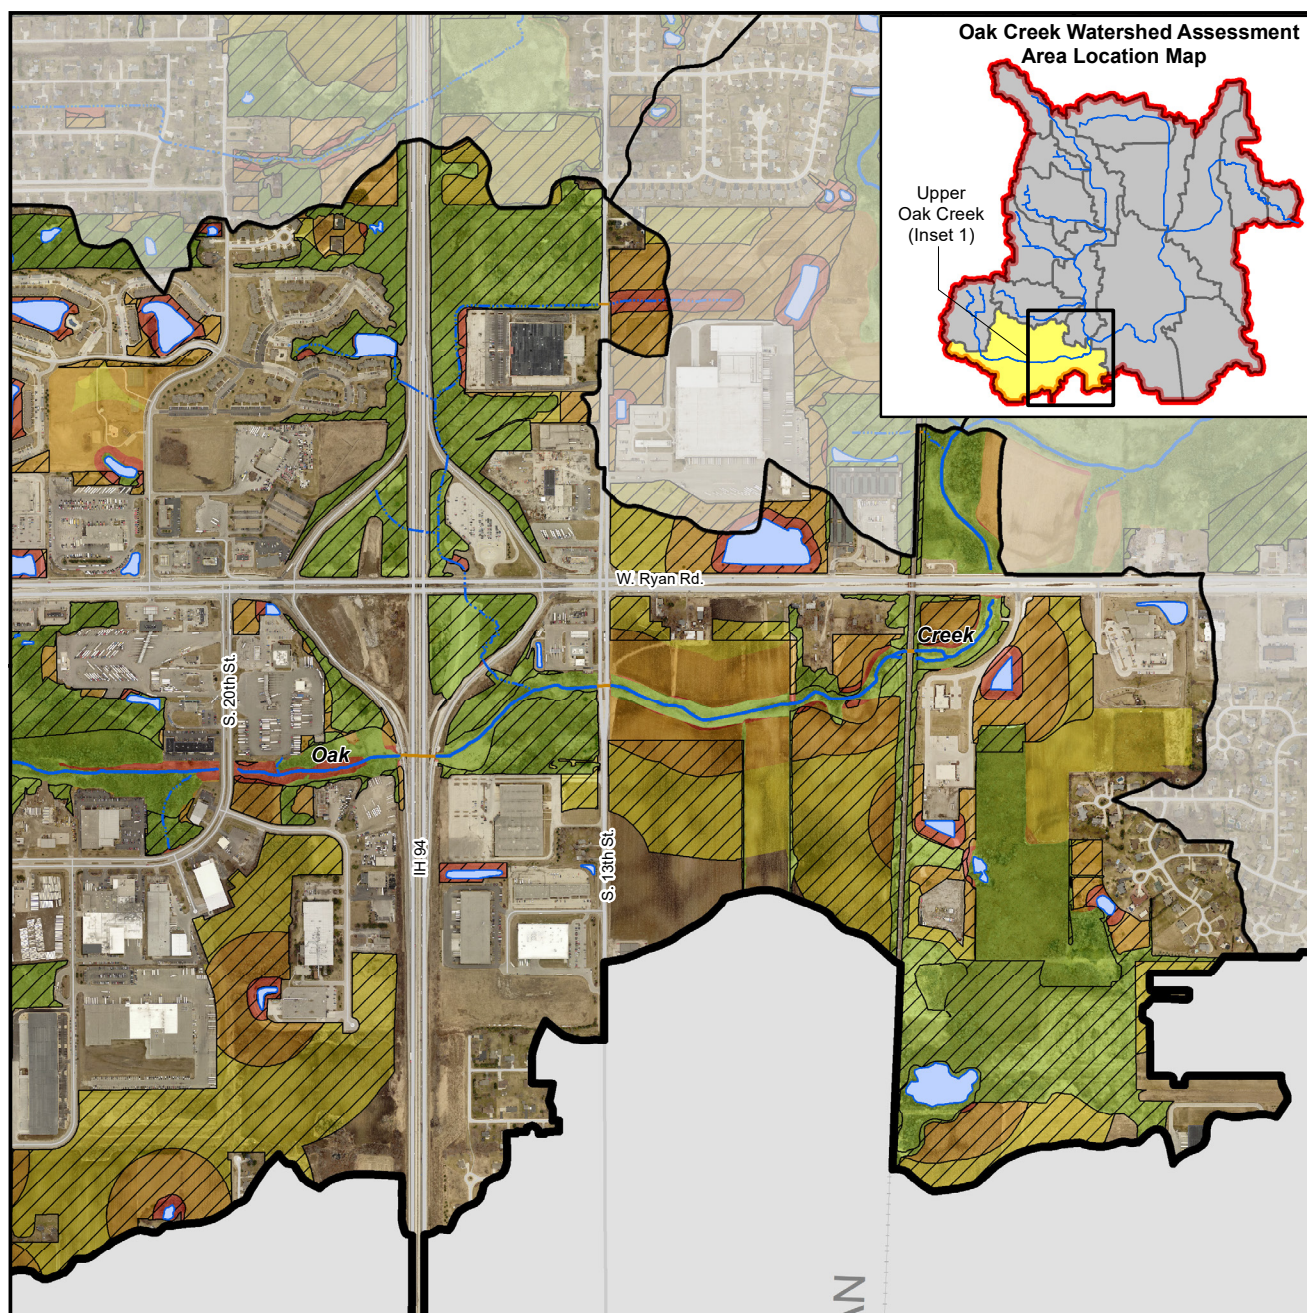 Oak Creek Watershed Assessment
Area Location Map
Upper
Oak Creek
(Inset 1)
W. Ryan Rd.
Creek
S. 20th St.
Oak
IH 94
S. 13th St.
AN